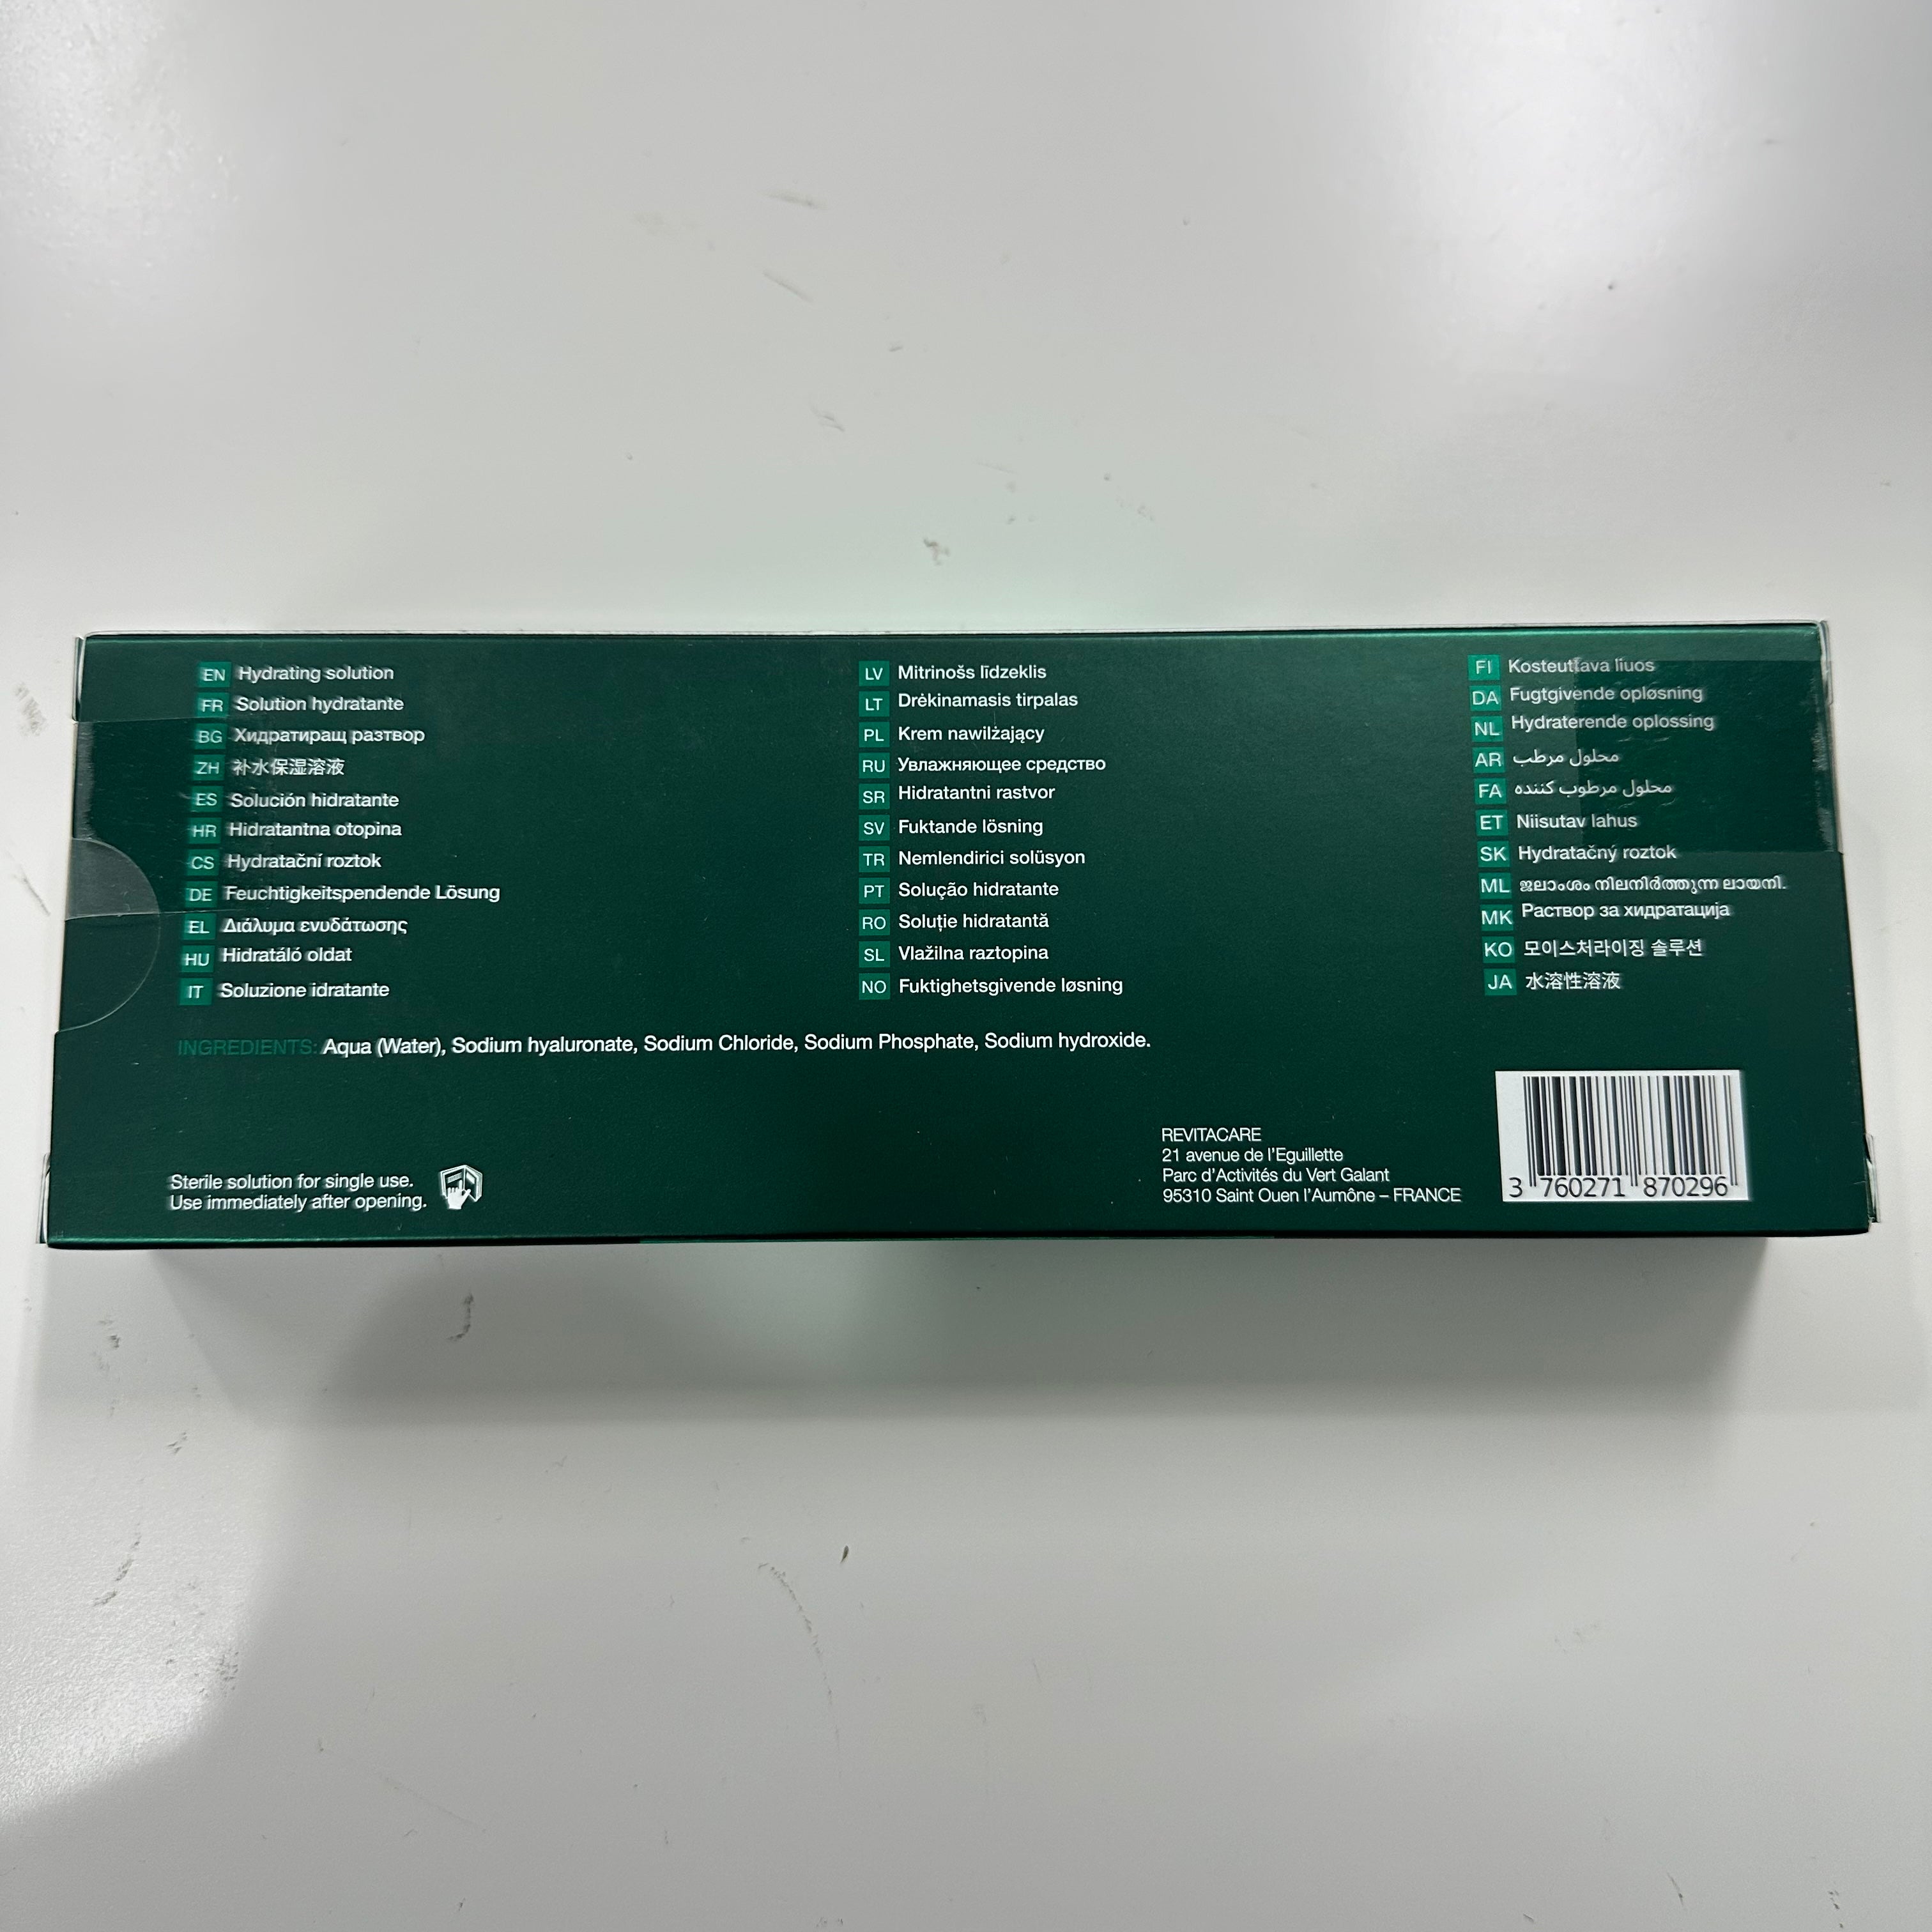 EN Hydrating solution
FR Solution hydratante
BG Хидратиращ разтвор
ZH 补水保湿溶液
ES Solución hidratante
HR Hidratantna otopina
CS Hydratační roztok
DE Feuchtigkeitspendende Lösung
EL Διάλυμα ενυδάτωσης
HU Hidratáló oldat
IT Soluzione idratante
LV Mitrinošs līdzeklis
LT Drėkinamasis tirpalas
PL Krem nawilżający
RU Увлажняющее средство
SR Hidratantni rastvor
SV Fuktande lösning
TR Nemlendirici solüsyon
PT Solução hidratante
RO Soluție hidratantă
SL Vlažilna raztopina
NO Fuktighetsgivende løsning
FI Kosteuttava liuos
DA Fugtgivende opløsning
NL Hydraterende oplossing
AR محلول مرطب
FA محلول مرطوب کننده
ET Niisutav lahus
SK Hydratačný roztok
ML ജലാംശം നിലനിർത്തുന്ന ലായനി.
MK Раствор за хидратација
KO 모이스처라이징 솔루션
JA 水溶性溶液
INGREDIENTS: Aqua (Water), Sodium hyaluronate, Sodium Chloride, Sodium Phosphate, Sodium hydroxide.
Sterile solution for single use.
Use immediately after opening.
REVITACARE
21 avenue de l'Eguillette
Parc d'Activités du Vert Galant
95310 Saint Ouen l'Aumône – FRANCE
3 760271 870296